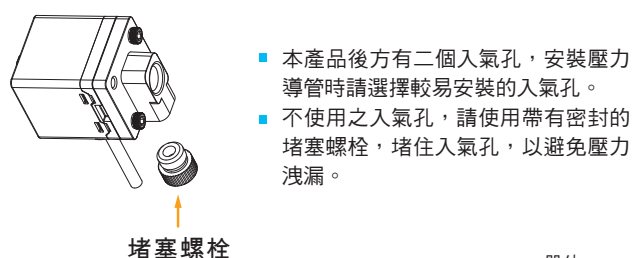 本產品後方有二個入氣孔，安裝壓力
導管時請選擇較易安裝的入氣孔。
不使用之入氣孔，請使用帶有密封的
堵塞螺栓，堵住入氣孔，以避免壓力
洩漏。
堵塞螺栓